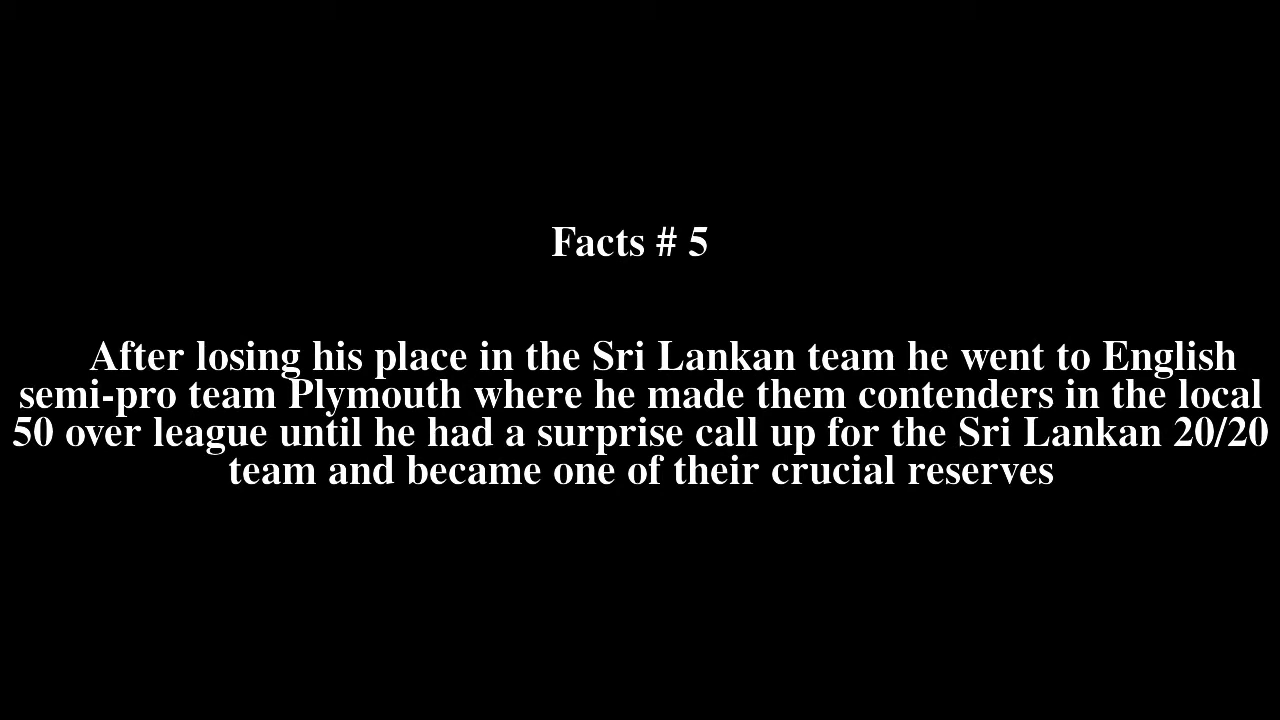 Facts # 5
After losing his place in the Sri Lankan team he went to English
semi-pro team Plymouth where he made them contenders in the local
50 over league until he had a surprise call up for the Sri Lankan 20/20
team and became one of their crucial reserves